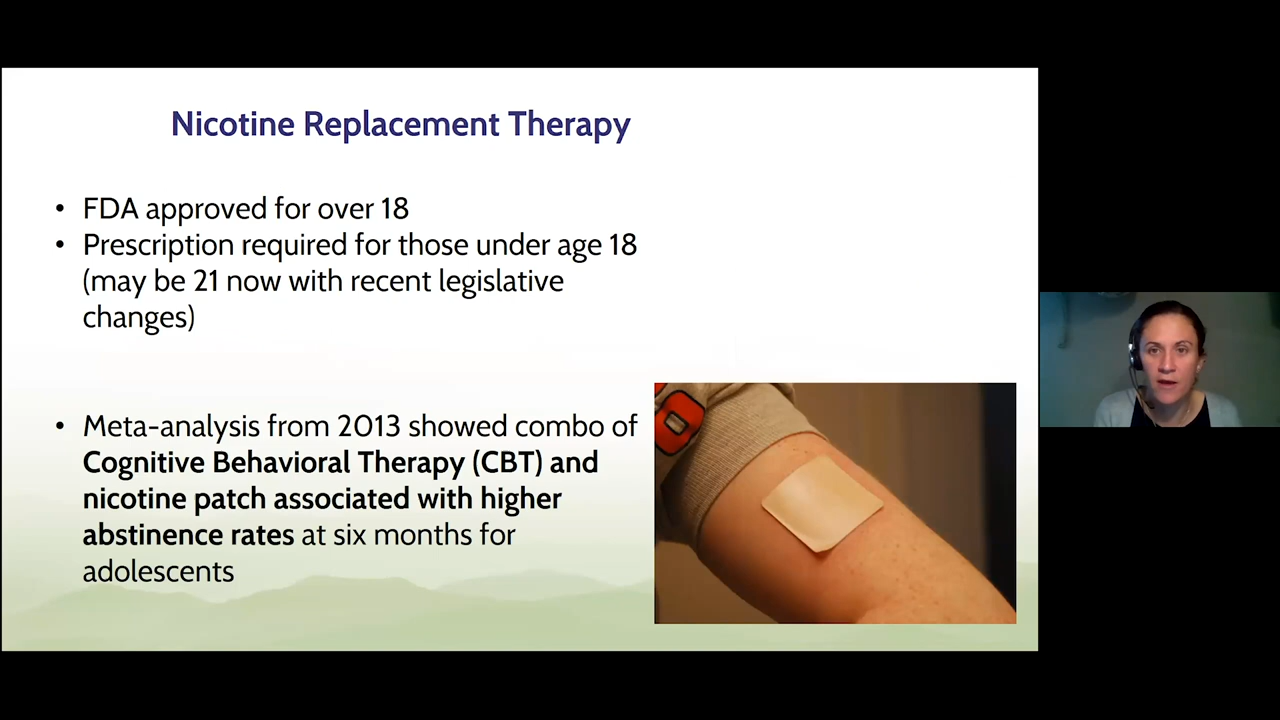 Nicotine Replacement Therapy
• FDA approved for over 18
• Prescription required for those under age 18
(may be 21 now with recent legislative
changes)
• Meta-analysis from 2013 showed combo of
Cognitive Behavioral Therapy (CBT) and
nicotine patch associated with higher
abstinence rates at six months for
adolescents